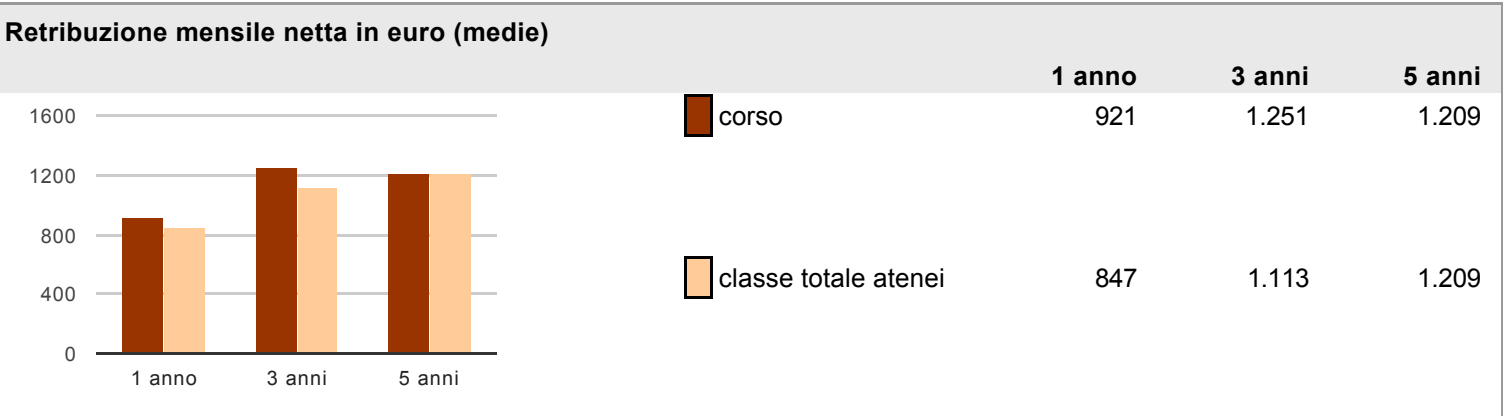 Retribuzione mensile netta in euro (medie)
1 anno 3 anni 5 anni
1600
1200
800
400
0
1 anno 3 anni 5 anni
corso 921 1.251 1.209
classe totale atenei 847 1.113 1.209